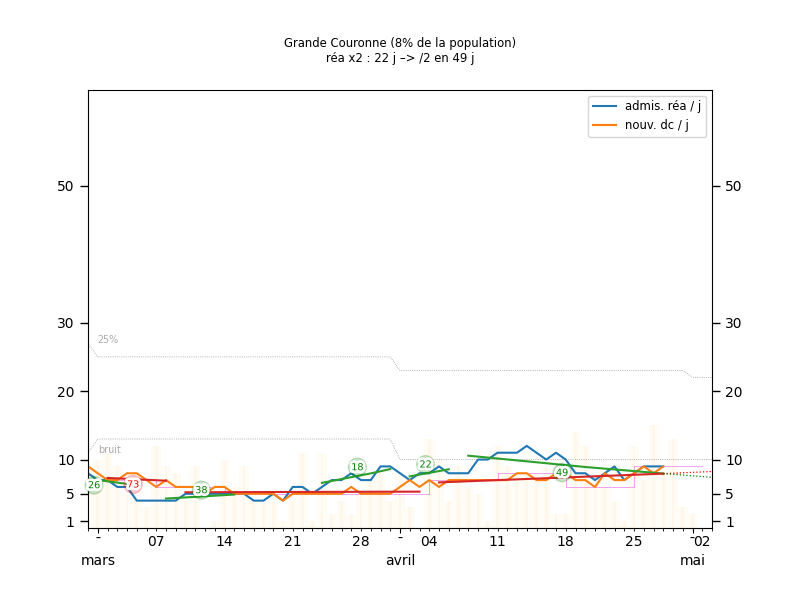 Grande Couronne (8% de la population)
réa x2 : 22 j –> /2 en 49 j
admis. réa / j
nouv. dc / j
50 50
30 30
25%
20 20
bruit
10 10
5 5
1 1
26 73 38 18 22 49
- 07 14 21 28 - 04 11 18 25 - 02
mars avril mai